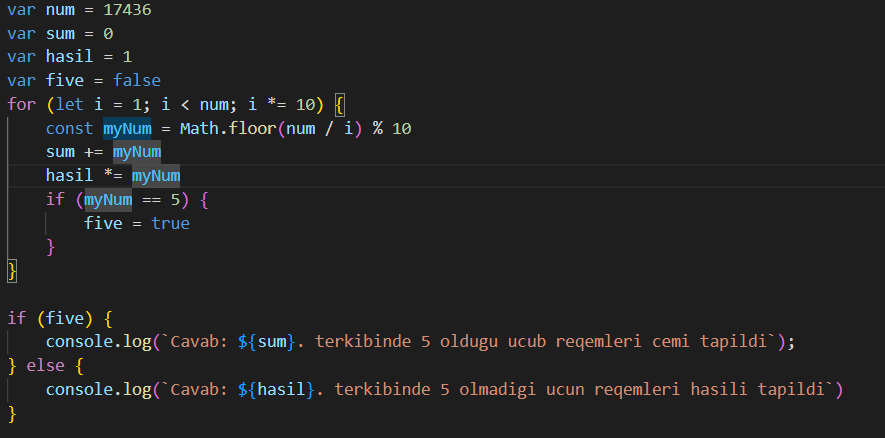 var num = 17436
var sum = 0
var hasil = 1
var five = false
for (let i = 1; i < num; i *= 10) {
    const myNum = Math.floor(num / i) % 10
    sum += myNum
    hasil *= myNum
    if (myNum == 5) {
        five = true
    }
}

if (five) {
    console.log(`Cavab: ${sum}. terkibinde 5 oldugu ucub reqemleri cemi tapildi`);
} else {
    console.log(`Cavab: ${hasil}. terkibinde 5 olmadigi ucun reqemleri hasili tapildi`)
}